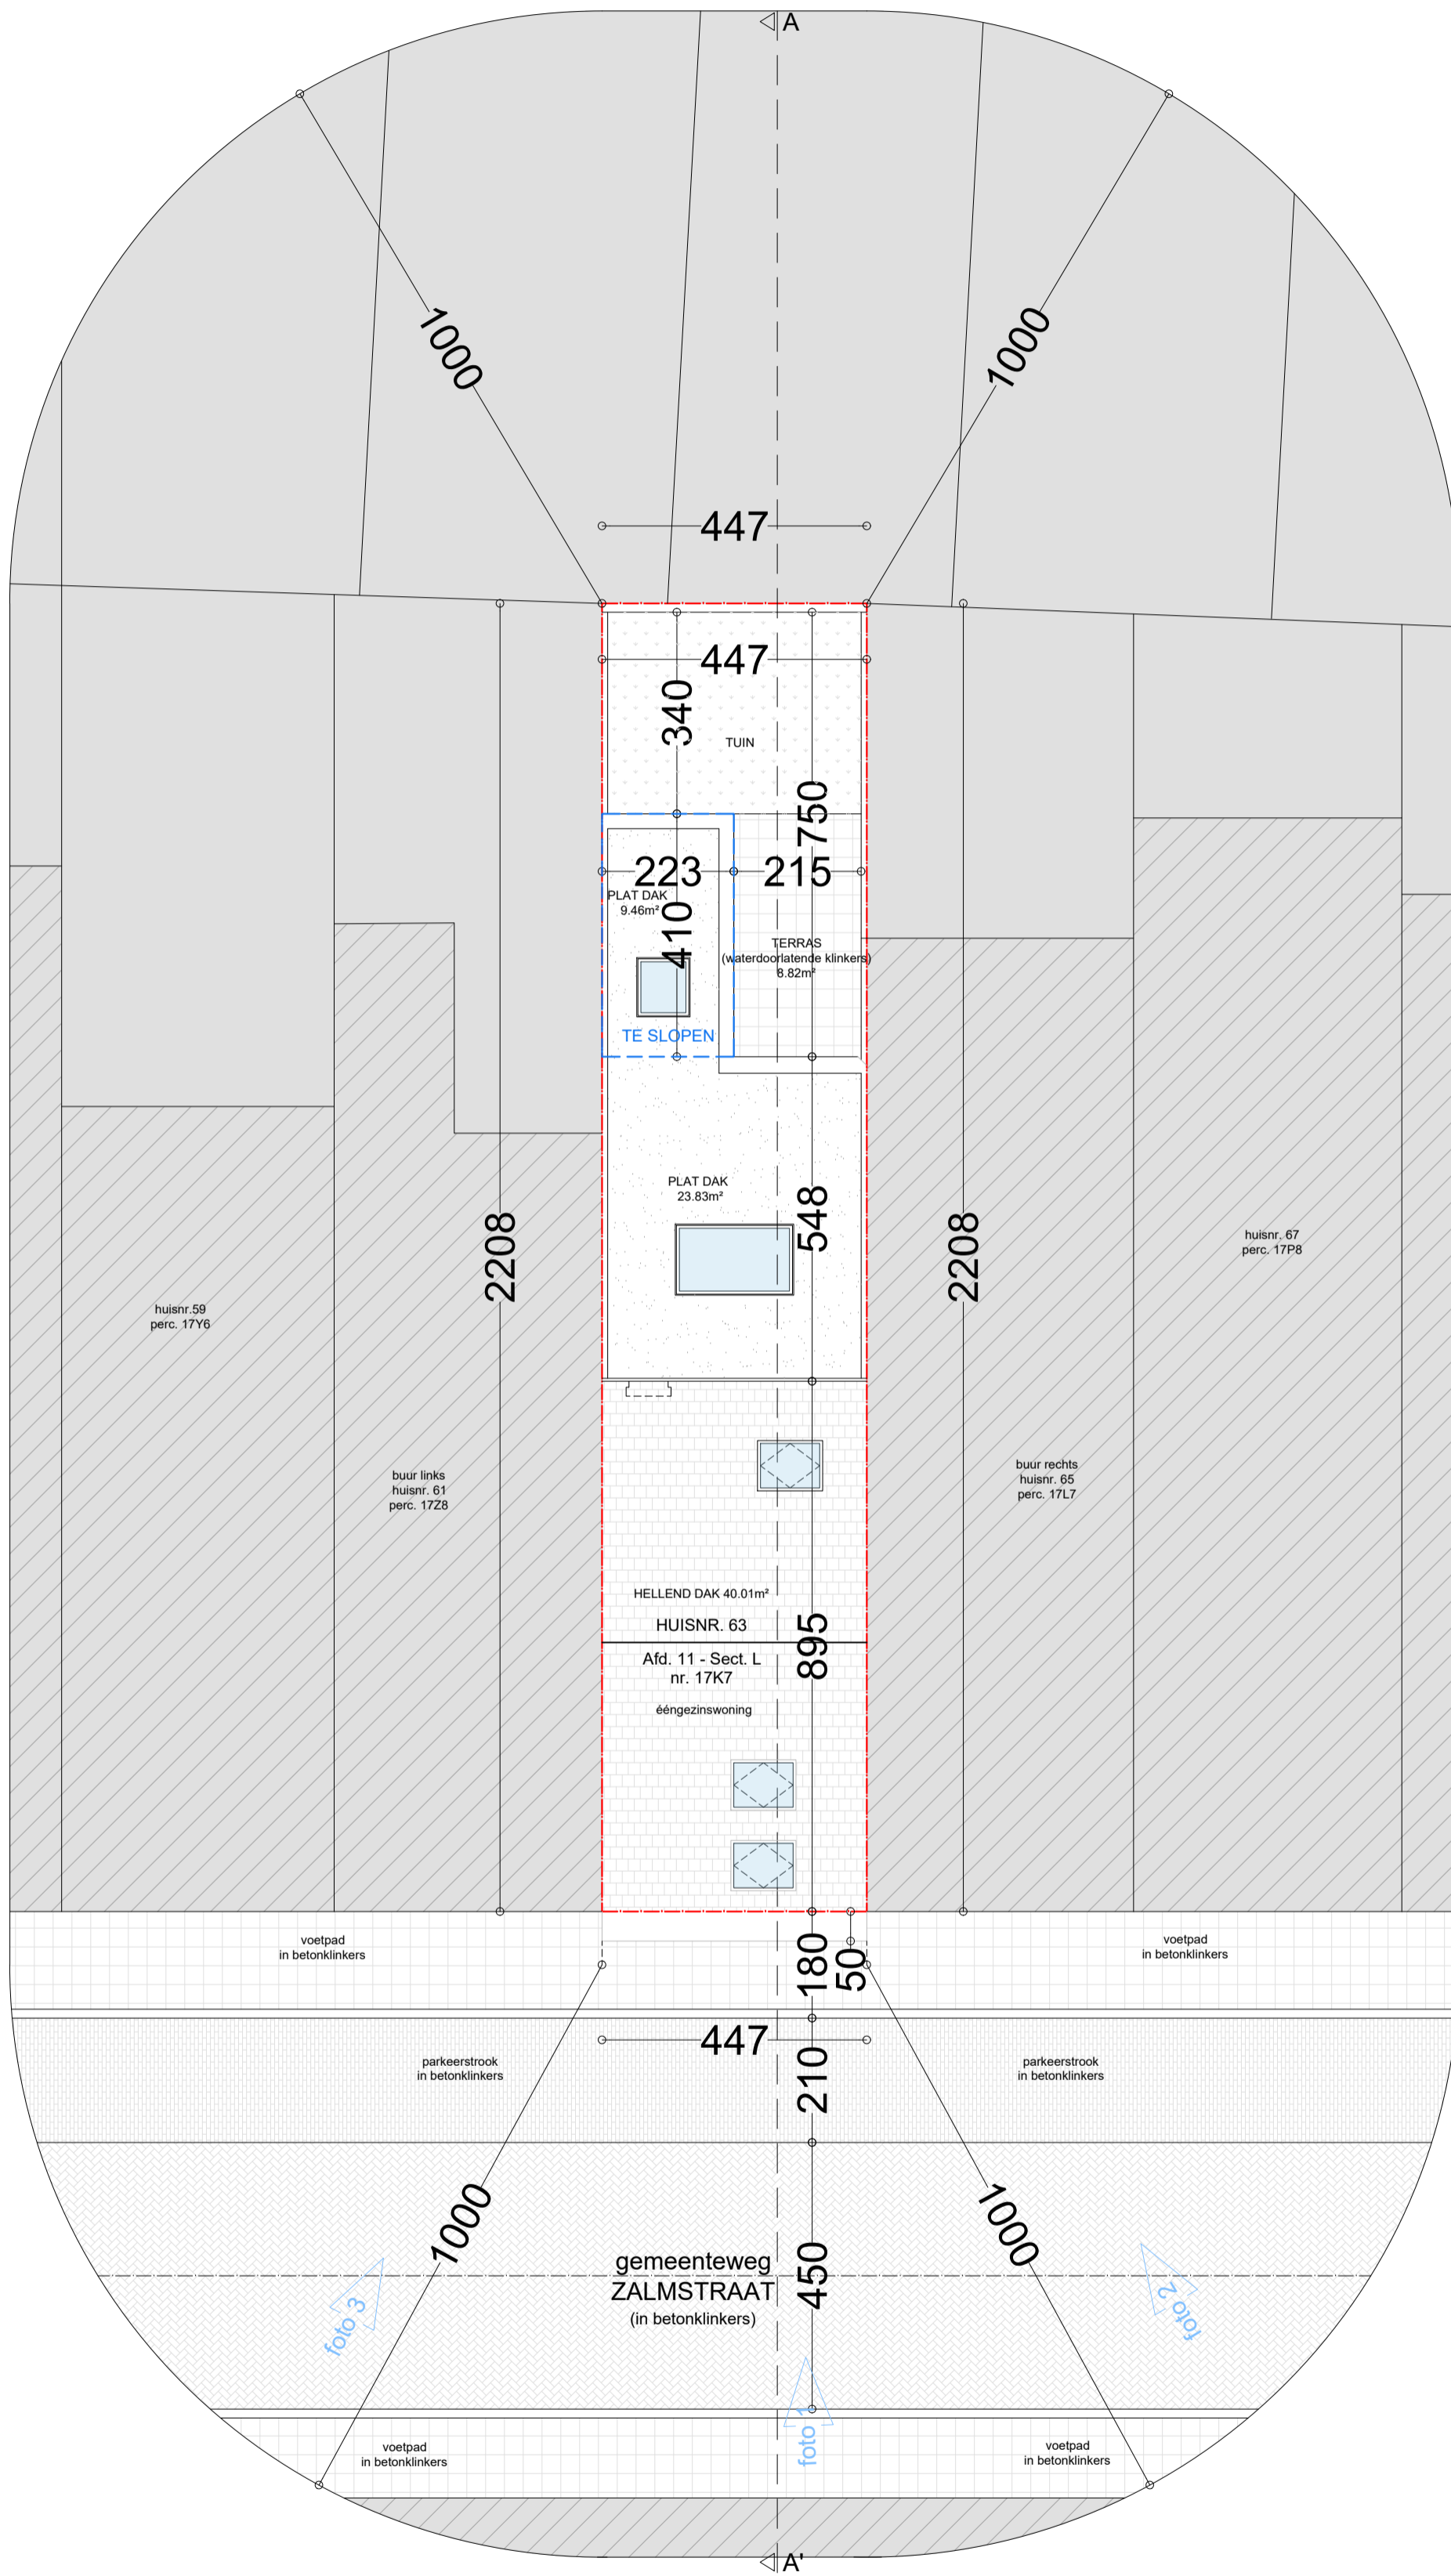 A
1000
1000
447
447
340
TUIN
750
223
215
PLAT DAK
9.46m²
410
TERRAS
(waterdoorlatende klinkers)
8.82m²
TE SLOPEN
PLAT DAK
23.83m²
548
2208
2208
huisnr. 67
perc. 17P8
huisnr.59
perc. 17Y6
buur links
huisnr. 61
perc. 17Z8
buur rechts
huisnr. 65
perc. 17L7
HELLEND DAK 40.01m²
HUISNR. 63
895
Afd. 11 - Sect. L
nr. 17K7
ééngezinswoning
voetpad
in betonklinkers
180
50
voetpad
in betonklinkers
447
parkeerstrook
in betonklinkers
210
parkeerstrook
in betonklinkers
1000
1000
gemeenteweg
ZALMSTRAAT
(in betonklinkers)
450
foto 3
foto 2
foto 1
voetpad
in betonklinkers
voetpad
in betonklinkers
A'